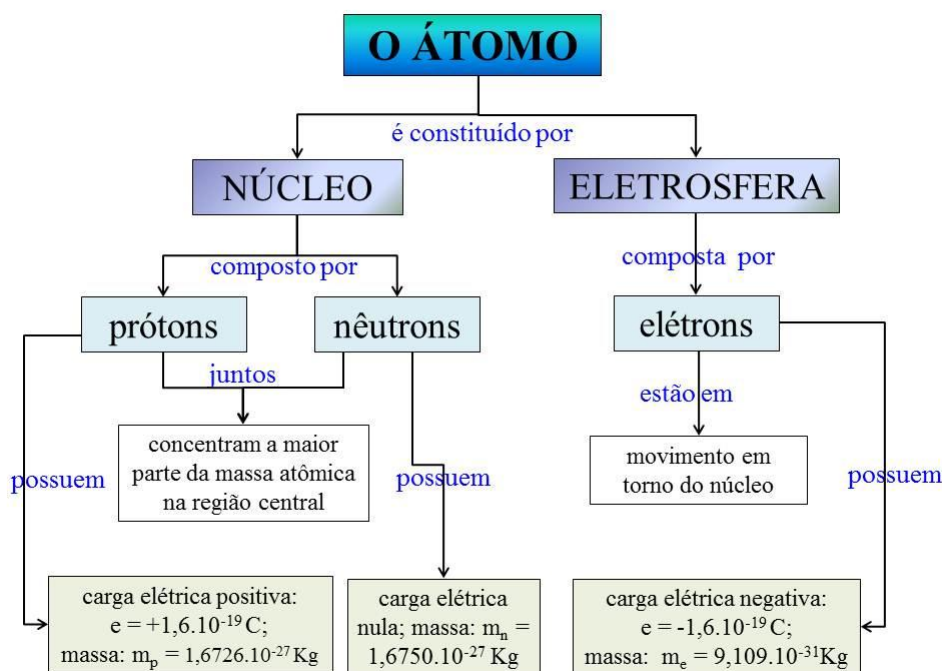 O ÁTOMO
é constituído por
NÚCLEO
ELETROSFERA
composto por
composta por
prótons
nêutrons
elétrons
juntos
estão em
concentram a maior
parte da massa atômica
na região central
movimento em
torno do núcleo
possuem
possuem
possuem
carga elétrica positiva:
e = +1,6.10⁻¹⁹ C;
massa: mₚ = 1,6726.10⁻²⁷ Kg
carga elétrica
nula; massa: mₙ =
1,6750.10⁻²⁷ Kg
carga elétrica negativa:
e = -1,6.10⁻¹⁹ C;
massa: mₑ = 9,109.10⁻³¹Kg